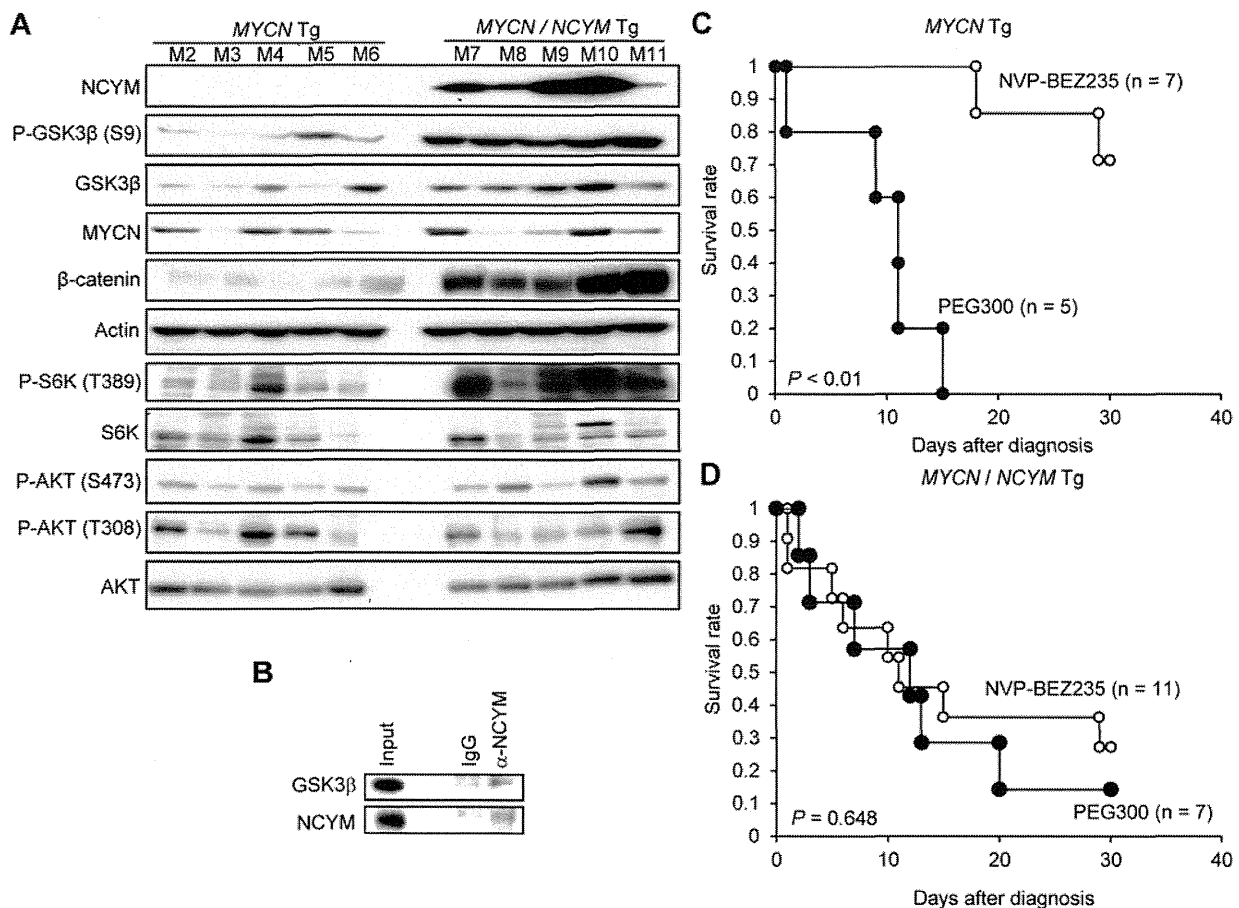 A
MYCN Tg
MYCN / NCYM Tg
M2 M3 M4 M5 M6
M7 M8 M9 M10 M11
NCYM
P-GSK3β (S9)
GSK3β
MYCN
β-catenin
Actin
P-S6K (T389)
S6K
P-AKT (S473)
P-AKT (T308)
AKT
B
Input
IgG
α-NCYM
GSK3β
NCYM
C
MYCN Tg
1
0.9
0.8
0.7
0.6
0.5
0.4
0.3
0.2
0.1
0
Survival rate
NVP-BEZ235 (n = 7)
PEG300 (n = 5)
P < 0.01
0 10 20 30 40
Days after diagnosis
D
MYCN / NCYM Tg
1
0.9
0.8
0.7
0.6
0.5
0.4
0.3
0.2
0.1
0
Survival rate
NVP-BEZ235 (n = 11)
PEG300 (n = 7)
P = 0.648
0 10 20 30 40
Days after diagnosis